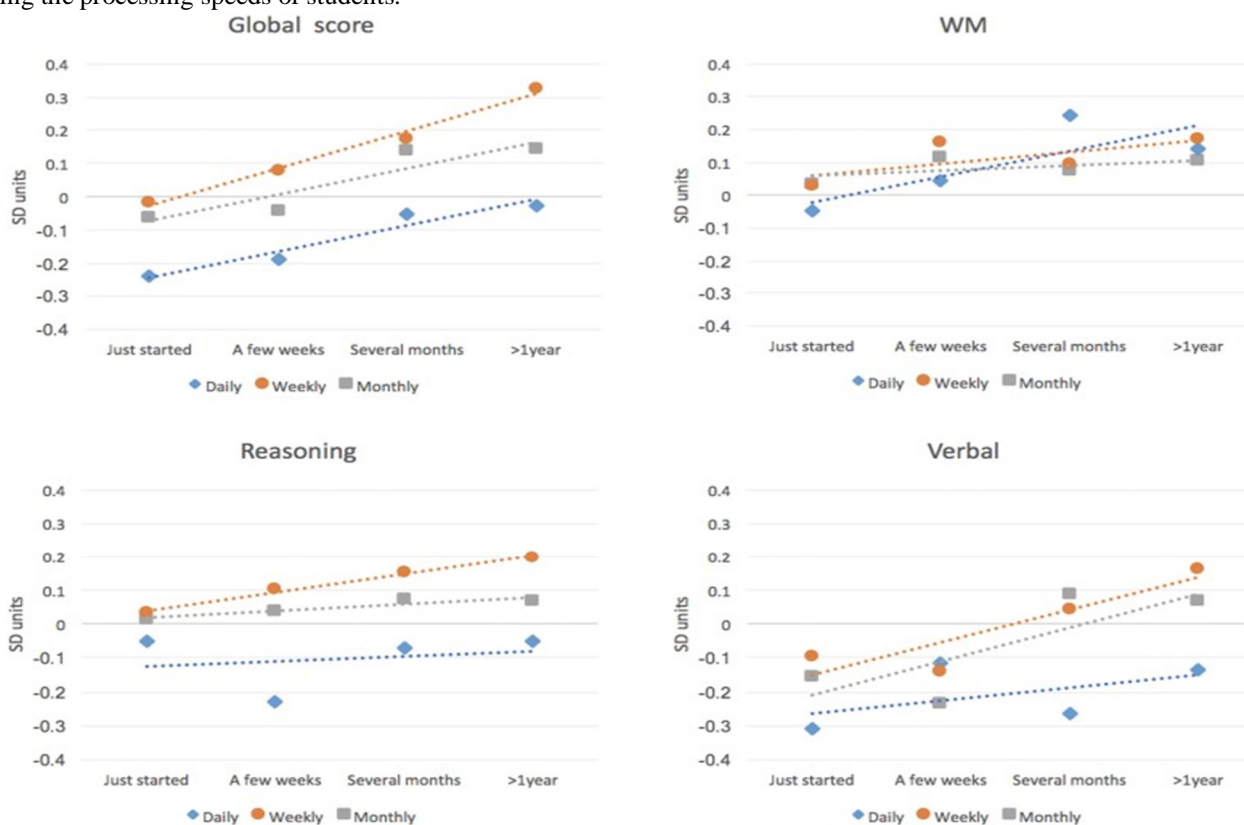 ing the processing speeds of students.
Global score
0.4
0.3
0.2
0.1
0
-0.1
-0.2
-0.3
-0.4
SD units
Just started A few weeks Several months >1year
Daily Weekly Monthly
WM
0.4
0.3
0.2
0.1
0
-0.1
-0.2
-0.3
-0.4
SD units
Just started A few weeks Several months >1year
Daily Weekly Monthly
Reasoning
0.4
0.3
0.2
0.1
0
-0.1
-0.2
-0.3
-0.4
SD units
Just started A few weeks Several months >1year
Daily Weekly Monthly
Verbal
0.4
0.3
0.2
0.1
0
-0.1
-0.2
-0.3
-0.4
SD units
Just started A few weeks Several months >1year
Daily Weekly Monthly